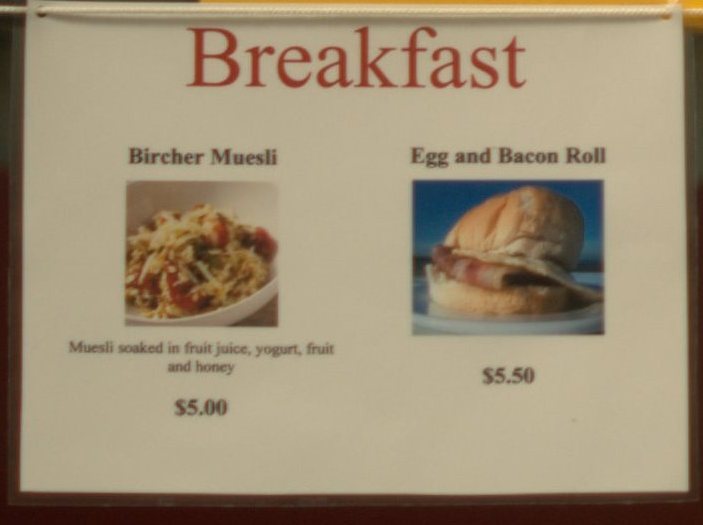 Breakfast
Bircher Muesli
Muesli soaked in fruit juice, yogurt, fruit
and honey
$5.00
Egg and Bacon Roll
$5.50